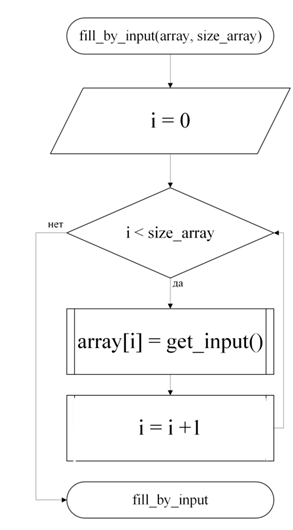 fill_by_input(array, size_array)
i = 0
нет
i < size_array
да
array[i] = get_input()
i = i +1
fill_by_input